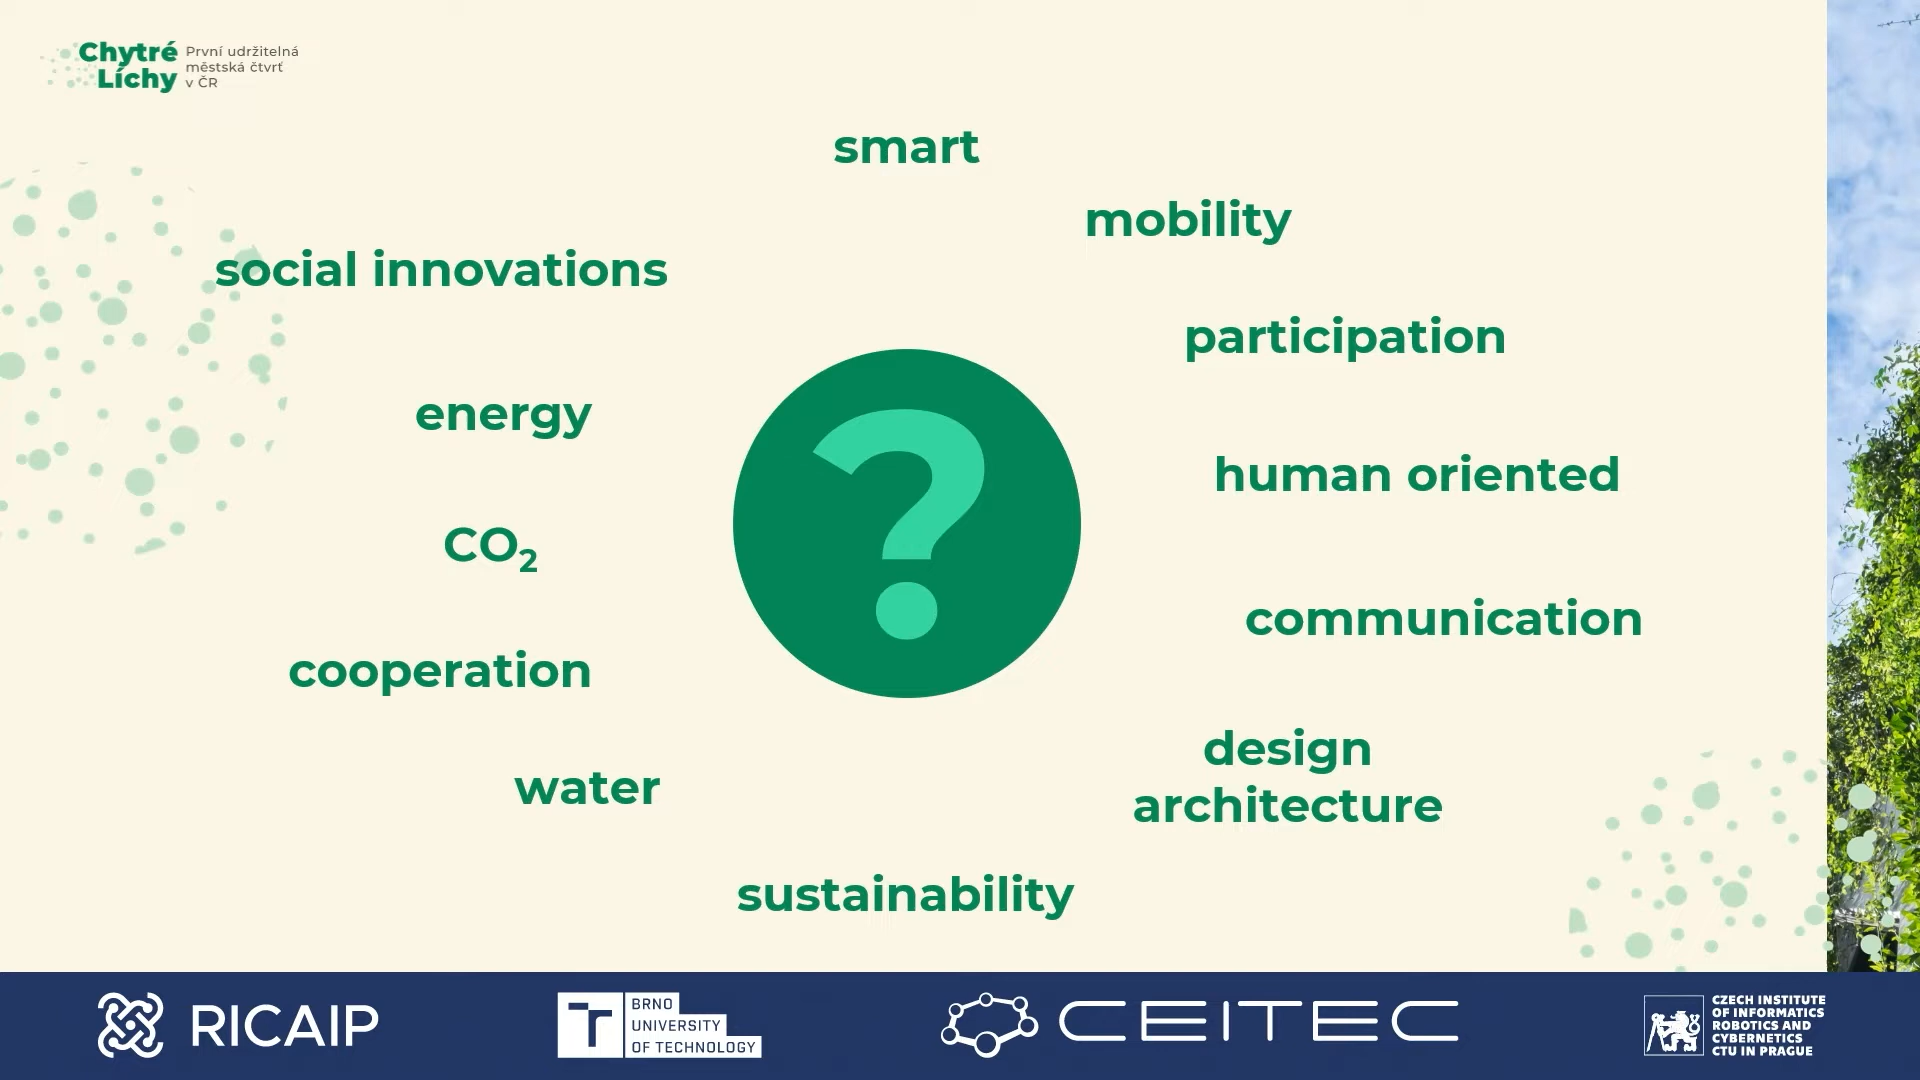 Chytré
Líchy
První udržitelná
městská čtvrť
v ČR
smart
mobility
social innovations
participation
energy
?
human oriented
CO₂
communication
cooperation
design
architecture
water
sustainability
RICAIP
T
BRNO
UNIVERSITY
OF TECHNOLOGY
CEITEC
CZECH INSTITUTE
OF INFORMATICS
ROBOTICS AND
CYBERNETICS
CTU IN PRAGUE